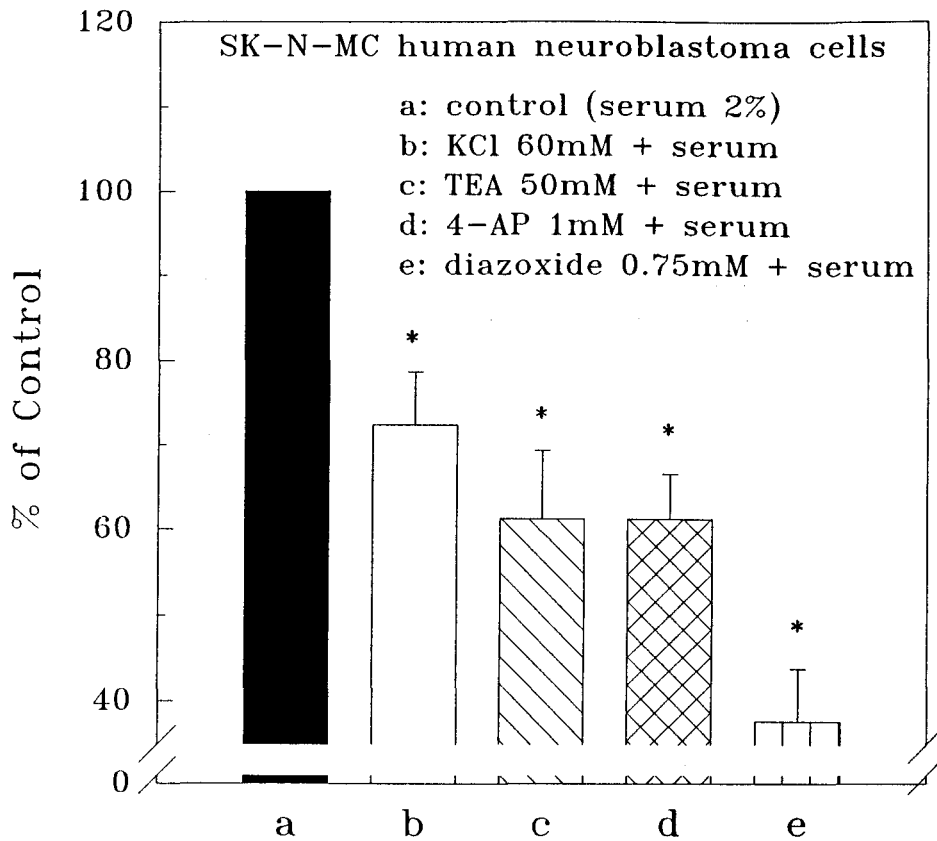 120
100
80
60
40
0
% of Control
SK-N-MC human neuroblastoma cells
a: control (serum 2%)
b: KCl 60mM + serum
c: TEA 50mM + serum
d: 4-AP 1mM + serum
e: diazoxide 0.75mM + serum
*
*
*
*
a b c d e